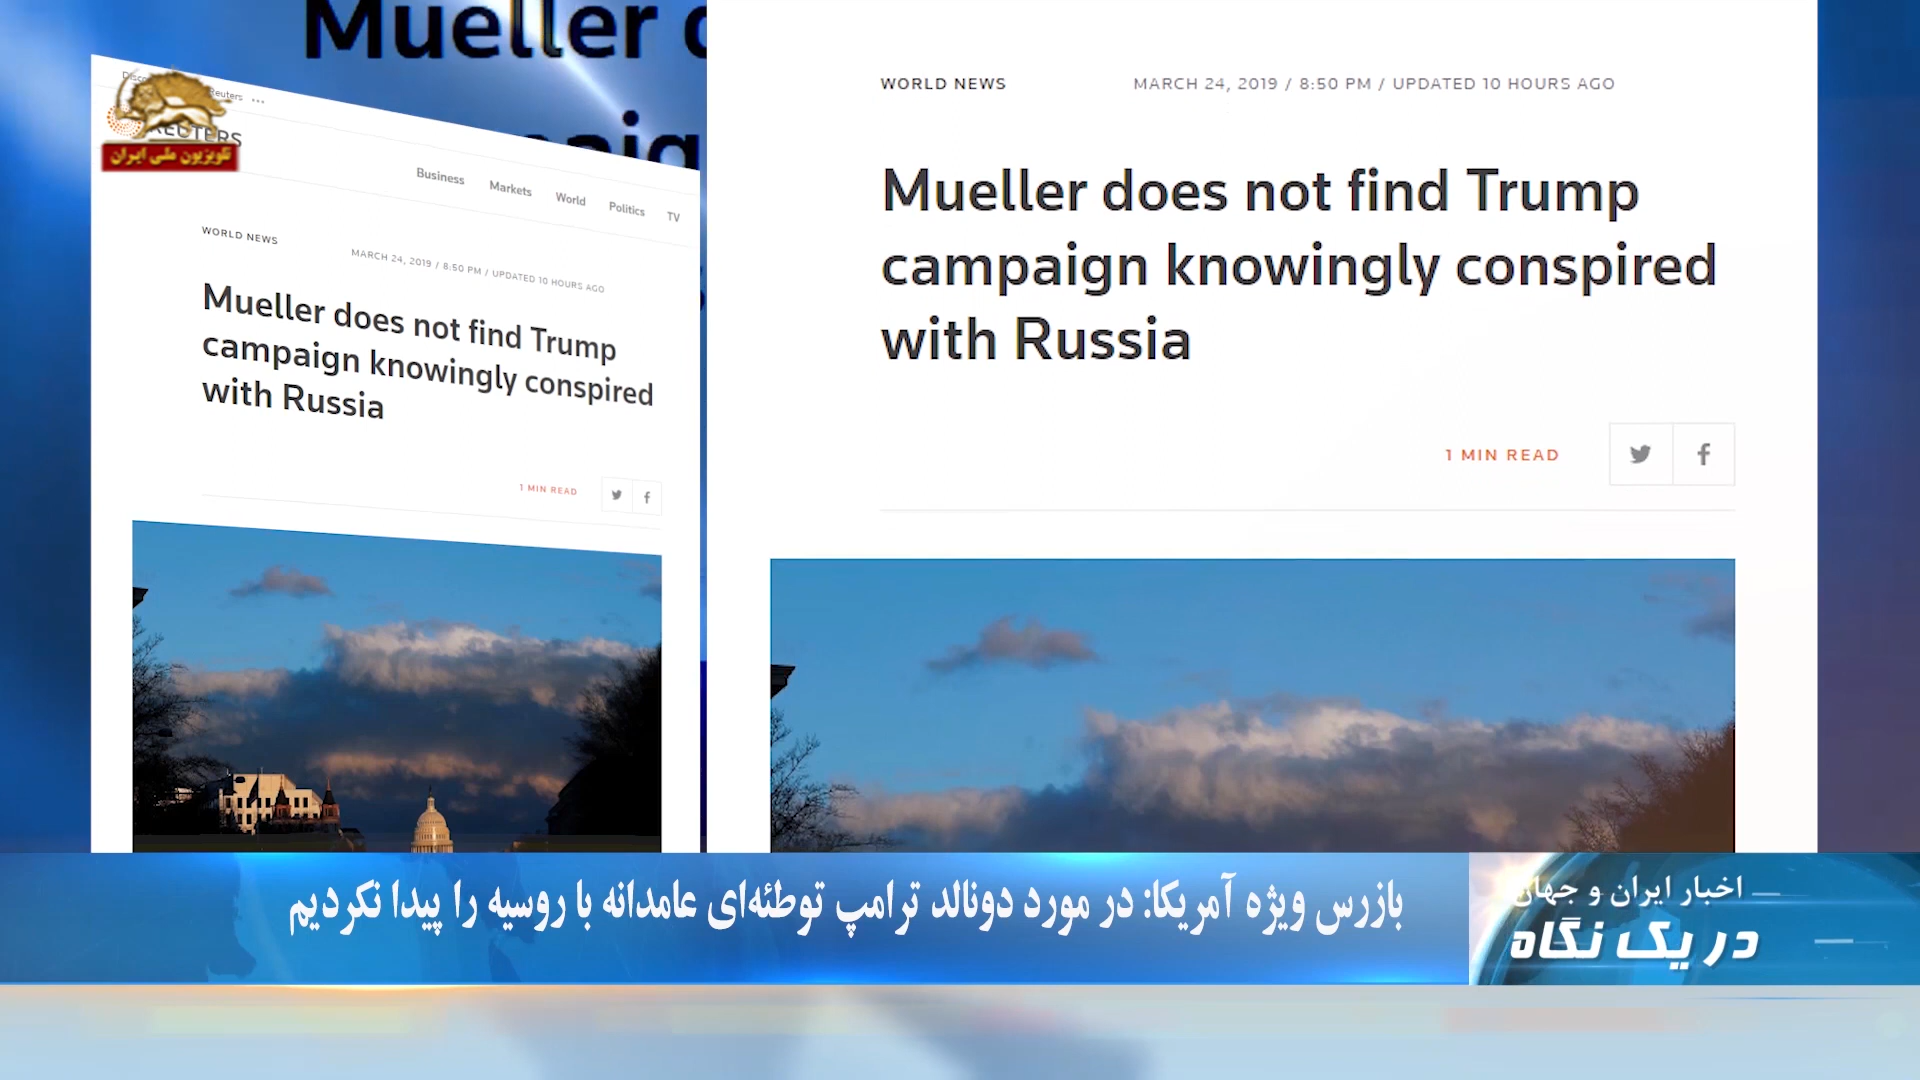 Mueller
Reuters ...
REUTERS
تلویزیون ملی ایران
Business Markets World Politics TV
WORLD NEWS
MARCH 24, 2019 / 8:50 PM / UPDATED 10 HOURS AGO
Mueller does not find Trump
campaign knowingly conspired
with Russia
1 MIN READ
WORLD NEWS MARCH 24, 2019 / 8:50 PM / UPDATED 10 HOURS AGO
Mueller does not find Trump
campaign knowingly conspired
with Russia
1 MIN READ
بازرس ویژه آمریکا: در مورد دونالد ترامپ توطئه‌ای عامدانه با روسیه را پیدا نکردیم
اخبار ایران و جهان
در یک نگاه